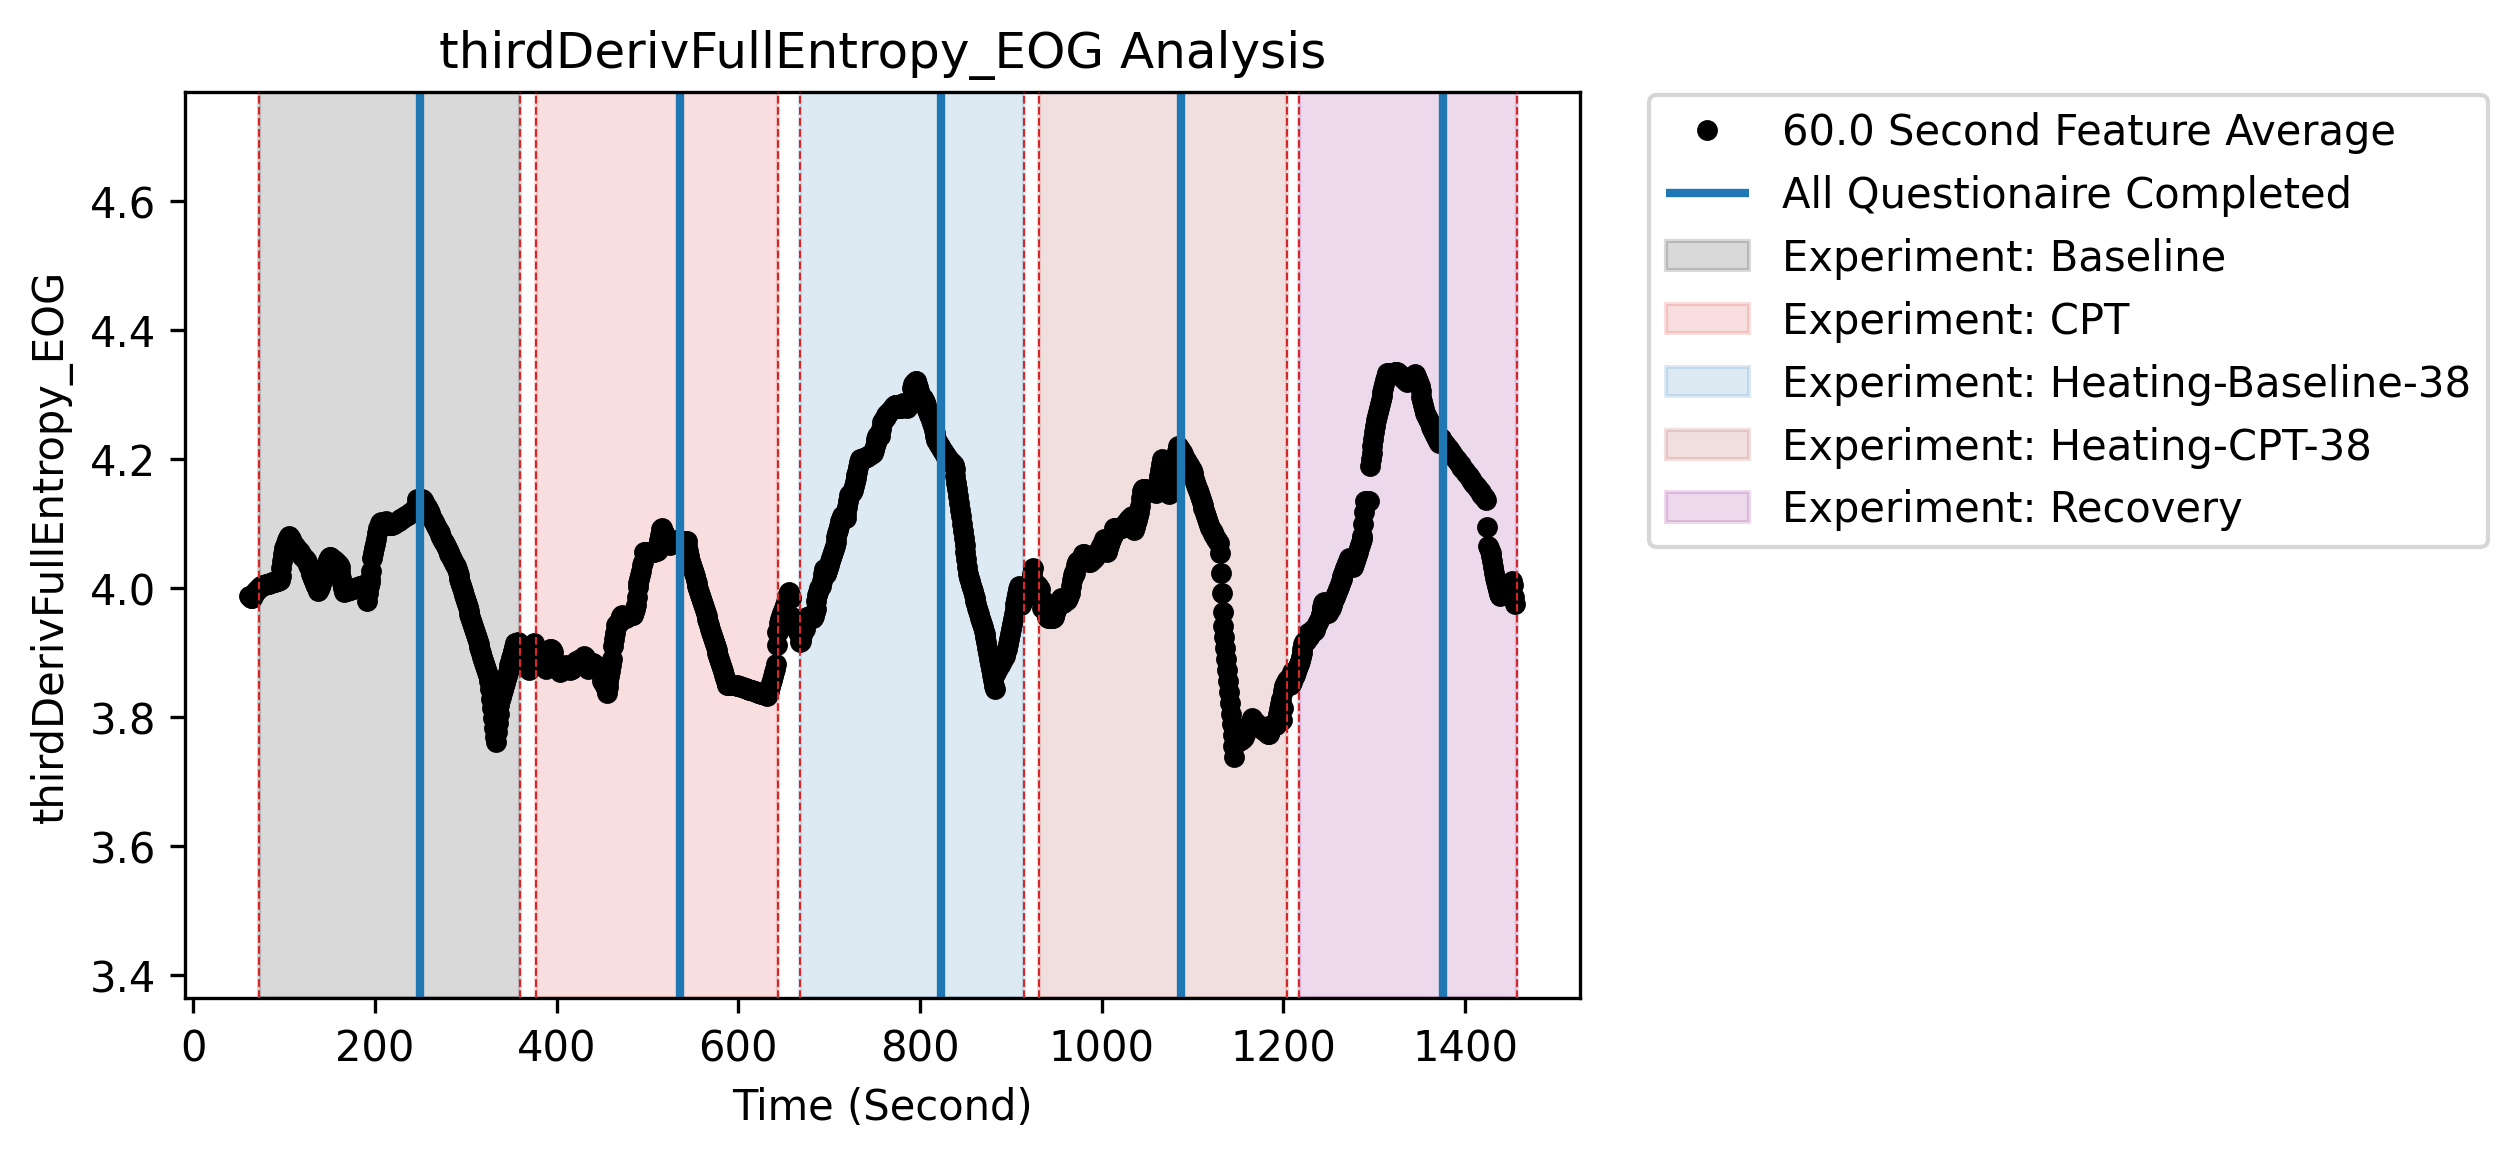 thirdDerivFullEntropy_EOG Analysis
thirdDerivFullEntropy_EOG
4.6
4.4
4.2
4.0
3.8
3.6
3.4
0 200 400 600 800 1000 1200 1400
Time (Second)
60.0 Second Feature Average
All Questionaire Completed
Experiment: Baseline
Experiment: CPT
Experiment: Heating-Baseline-38
Experiment: Heating-CPT-38
Experiment: Recovery